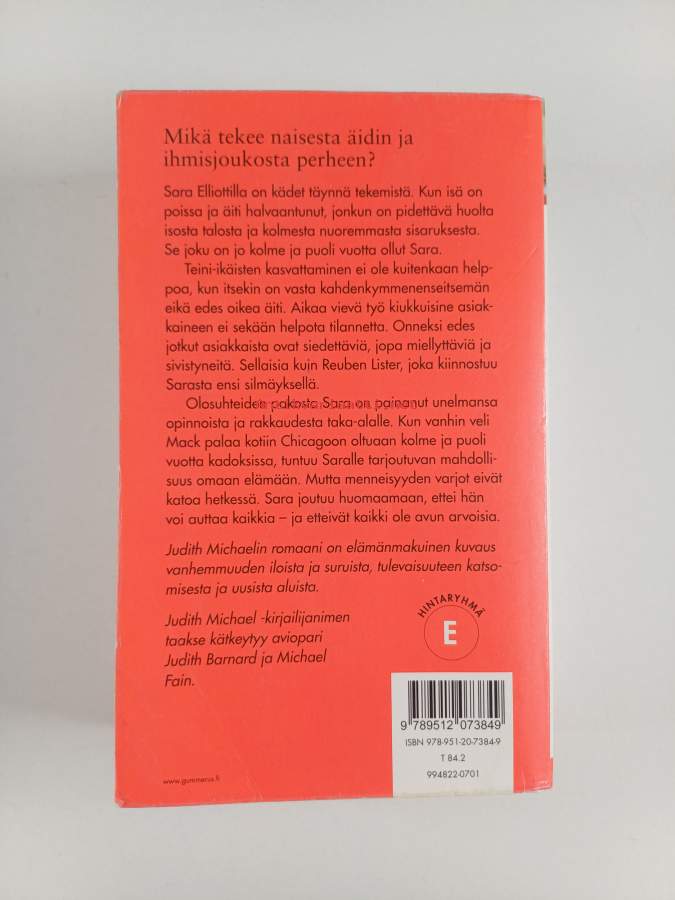 Mikä tekee naisesta äidin ja
ihmisjoukosta perheen?
Sara Elliottilla on kädet täynnä tekemistä. Kun isä on
poissa ja äiti halvaantunut, jonkun on pidettävä huolta
isosta talosta ja kolmesta nuoremmasta sisaruksesta.
Se joku on jo kolme ja puoli vuotta ollut Sara.
Teini-ikäisten kasvattaminen ei ole kuitenkaan help-
poa, kun itsekin on vasta kahdenkymmenenseitsemän
eikä edes oikea äiti. Aikaa vievä työ kiukkuisine asiak-
kaineen ei sekään helpota tilannetta. Onneksi edes
jotkut asiakkaista ovat siedettäviä, jopa miellyttäviä ja
sivistyneitä. Sellaisia kuin Reuben Lister, joka kiinnostuu
Sarasta ensi silmäyksellä.
Olosuhteiden pakosta Sara on painanut unelmansa
opinnoista ja rakkaudesta taka-alalle. Kun vanhin veli
Mack palaa kotiin Chicagoon oltuaan kolme ja puoli
vuotta kadoksissa, tuntuu Saralle tarjoutuvan mahdolli-
suus omaan elämään. Mutta menneisyyden varjot eivät
katoa hetkessä. Sara joutuu huomaamaan, ettei hän
voi auttaa kaikkia – ja etteivät kaikki ole avun arvoisia.
Judith Michaelin romaani on elämänmakuinen kuvaus
vanhemmuuden iloista ja suruista, tulevaisuuteen katso-
misesta ja uusista aluista.
Judith Michael -kirjailijanimen
taakse kätkeytyy aviopari
Judith Barnard ja Michael
Fain.
HINTARYHMÄ
E
9 789512 073849
ISBN 978-951-20-7384-9
T 84.2
994822-0701
www.gummerus.fi